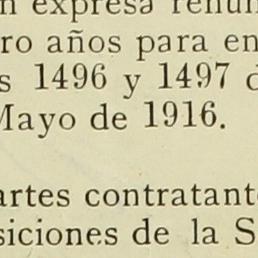 n expresa renun
ro años para en
s 1496 y 1497 d
Mayo de 1916.
artes contratant
siciones de la S